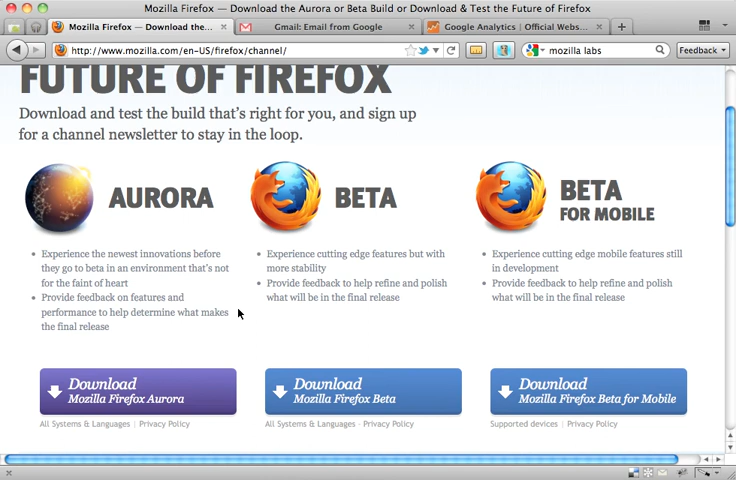 Mozilla Firefox — Download the Aurora or Beta Build or Download & Test the Future of Firefox
Mozilla Firefox — Download the...
Gmail: Email from Google
Google Analytics | Official Webs...
http://www.mozilla.com/en-US/firefox/channel/
mozilla labs
Feedback
FUTURE OF FIREFOX
Download and test the build that's right for you, and sign up
for a channel newsletter to stay in the loop.
AURORA
Experience the newest innovations before
they go to beta in an environment that's not
for the faint of heart
Provide feedback on features and
performance to help determine what makes
the final release
Download
Mozilla Firefox Aurora
All Systems & Languages | Privacy Policy
BETA
Experience cutting edge features but with
more stability
Provide feedback to help refine and polish
what will be in the final release
Download
Mozilla Firefox Beta
All Systems & Languages - Privacy Policy
BETA
FOR MOBILE
Experience cutting edge mobile features still
in development
Provide feedback to help refine and polish
what will be in the final release
Download
Mozilla Firefox Beta for Mobile
Supported devices | Privacy Policy